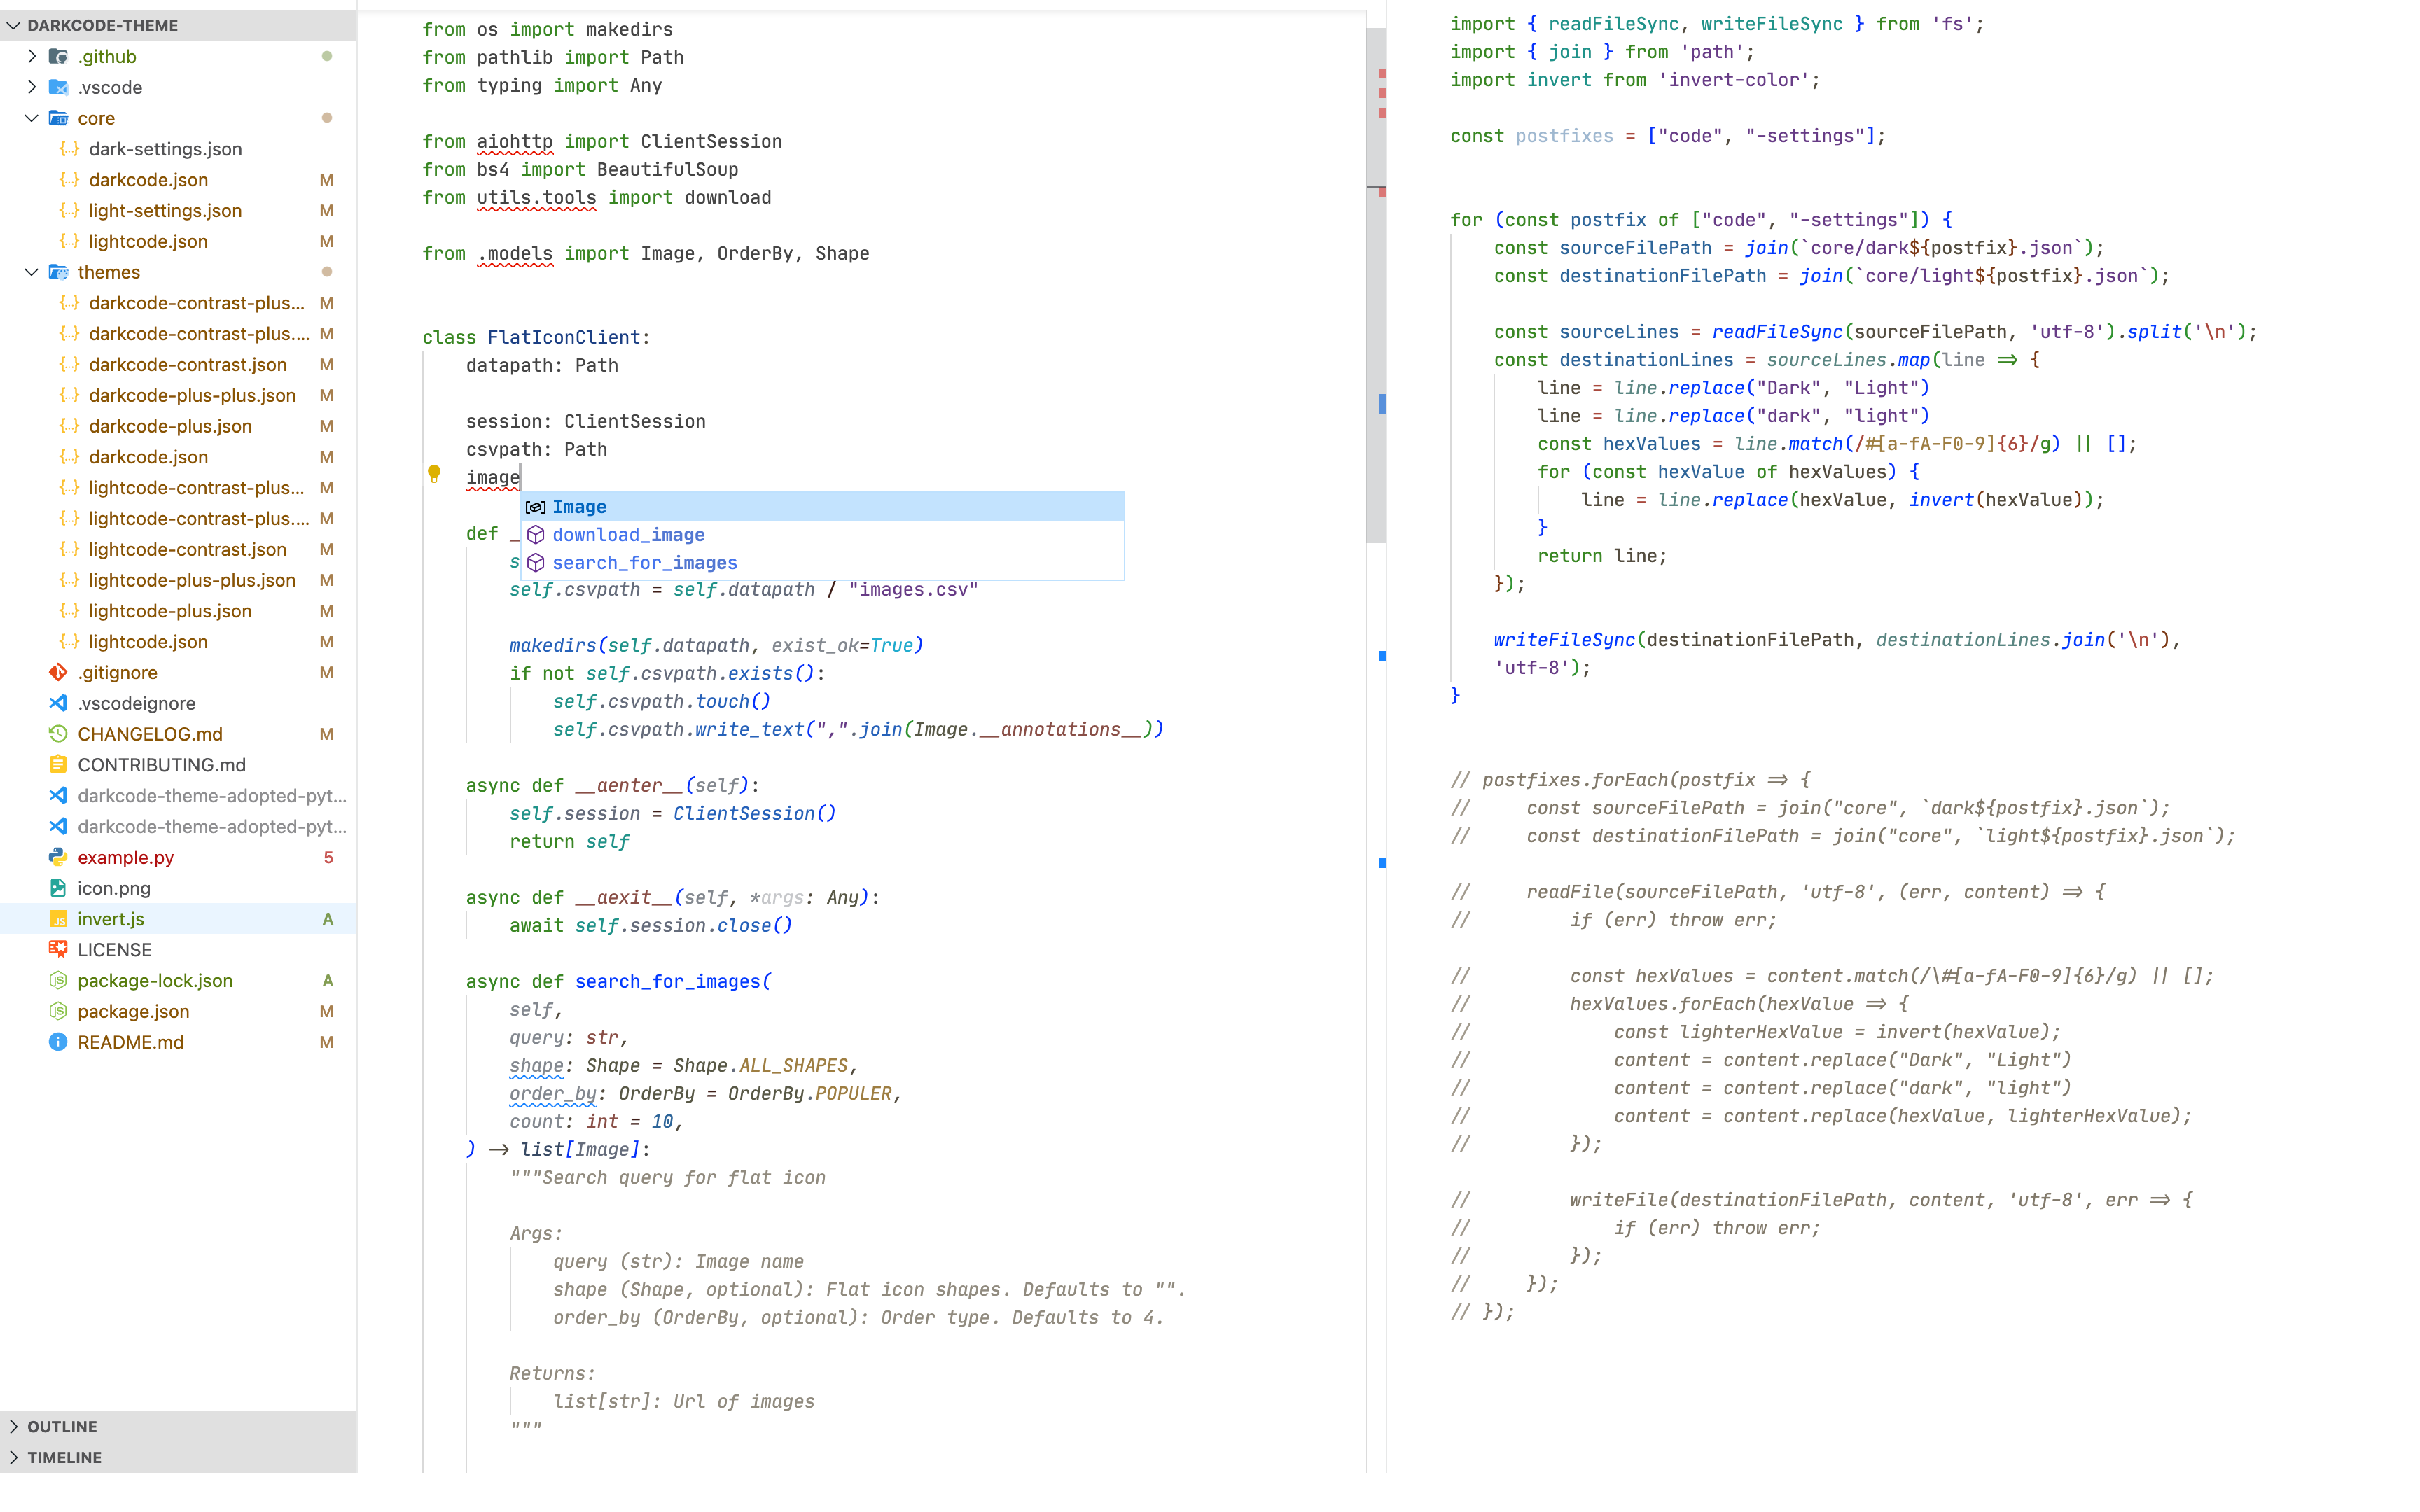 DARKCODE-THEME
.github
.vscode
core
dark-settings.json
darkcode.json M
light-settings.json M
lightcode.json M
themes
darkcode-contrast-plus... M
darkcode-contrast-plus.... M
darkcode-contrast.json M
darkcode-plus-plus.json M
darkcode-plus.json M
darkcode.json M
lightcode-contrast-plus... M
lightcode-contrast-plus.... M
lightcode-contrast.json M
lightcode-plus-plus.json M
lightcode-plus.json M
lightcode.json M
.gitignore M
.vscodeignore
CHANGELOG.md M
CONTRIBUTING.md
darkcode-theme-adopted-pyt...
darkcode-theme-adopted-pyt...
example.py 5
icon.png
invert.js A
LICENSE
package-lock.json A
package.json M
README.md M
OUTLINE
TIMELINE
from os import makedirs
from pathlib import Path
from typing import Any
from aiohttp import ClientSession
from bs4 import BeautifulSoup
from utils.tools import download
from .models import Image, OrderBy, Shape
class FlatIconClient:
    datapath: Path
    session: ClientSession
    csvpath: Path
    image
Image
download_image
search_for_images
    def _
        s
        self.csvpath = self.datapath / "images.csv"
        makedirs(self.datapath, exist_ok=True)
        if not self.csvpath.exists():
            self.csvpath.touch()
            self.csvpath.write_text(",".join(Image.__annotations__))
    async def __aenter__(self):
        self.session = ClientSession()
        return self
    async def __aexit__(self, *args: Any):
        await self.session.close()
    async def search_for_images(
        self,
        query: str,
        shape: Shape = Shape.ALL_SHAPES,
        order_by: OrderBy = OrderBy.POPULER,
        count: int = 10,
    ) -> list[Image]:
        """Search query for flat icon
        Args:
            query (str): Image name
            shape (Shape, optional): Flat icon shapes. Defaults to "".
            order_by (OrderBy, optional): Order type. Defaults to 4.
        Returns:
            list[str]: Url of images
        """
import { readFileSync, writeFileSync } from 'fs';
import { join } from 'path';
import invert from 'invert-color';
const postfixes = ["code", "-settings"];
for (const postfix of ["code", "-settings"]) {
    const sourceFilePath = join(`core/dark${postfix}.json`);
    const destinationFilePath = join(`core/light${postfix}.json`);
    const sourceLines = readFileSync(sourceFilePath, 'utf-8').split('\n');
    const destinationLines = sourceLines.map(line => {
        line = line.replace("Dark", "Light")
        line = line.replace("dark", "light")
        const hexValues = line.match(/#[a-fA-F0-9]{6}/g) || [];
        for (const hexValue of hexValues) {
            line = line.replace(hexValue, invert(hexValue));
        }
        return line;
    });
    writeFileSync(destinationFilePath, destinationLines.join('\n'),
    'utf-8');
}
// postfixes.forEach(postfix => {
//     const sourceFilePath = join("core", `dark${postfix}.json`);
//     const destinationFilePath = join("core", `light${postfix}.json`);
//     readFile(sourceFilePath, 'utf-8', (err, content) => {
//         if (err) throw err;
//         const hexValues = content.match(/\#[a-fA-F0-9]{6}/g) || [];
//         hexValues.forEach(hexValue => {
//             const lighterHexValue = invert(hexValue);
//             content = content.replace("Dark", "Light")
//             content = content.replace("dark", "light")
//             content = content.replace(hexValue, lighterHexValue);
//         });
//         writeFile(destinationFilePath, content, 'utf-8', err => {
//             if (err) throw err;
//         });
//     });
// });